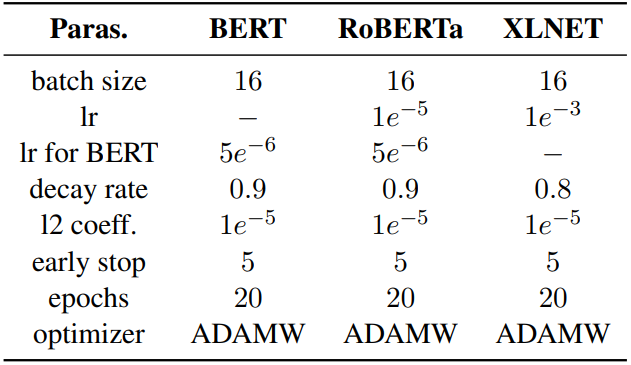 Paras. BERT RoBERTa XLNET
batch size 16 16 16
lr – 1e⁻⁵ 1e⁻³
lr for BERT 5e⁻⁶ 5e⁻⁶ –
decay rate 0.9 0.9 0.8
l2 coeff. 1e⁻⁵ 1e⁻⁵ 1e⁻⁵
early stop 5 5 5
epochs 20 20 20
optimizer ADAMW ADAMW ADAMW